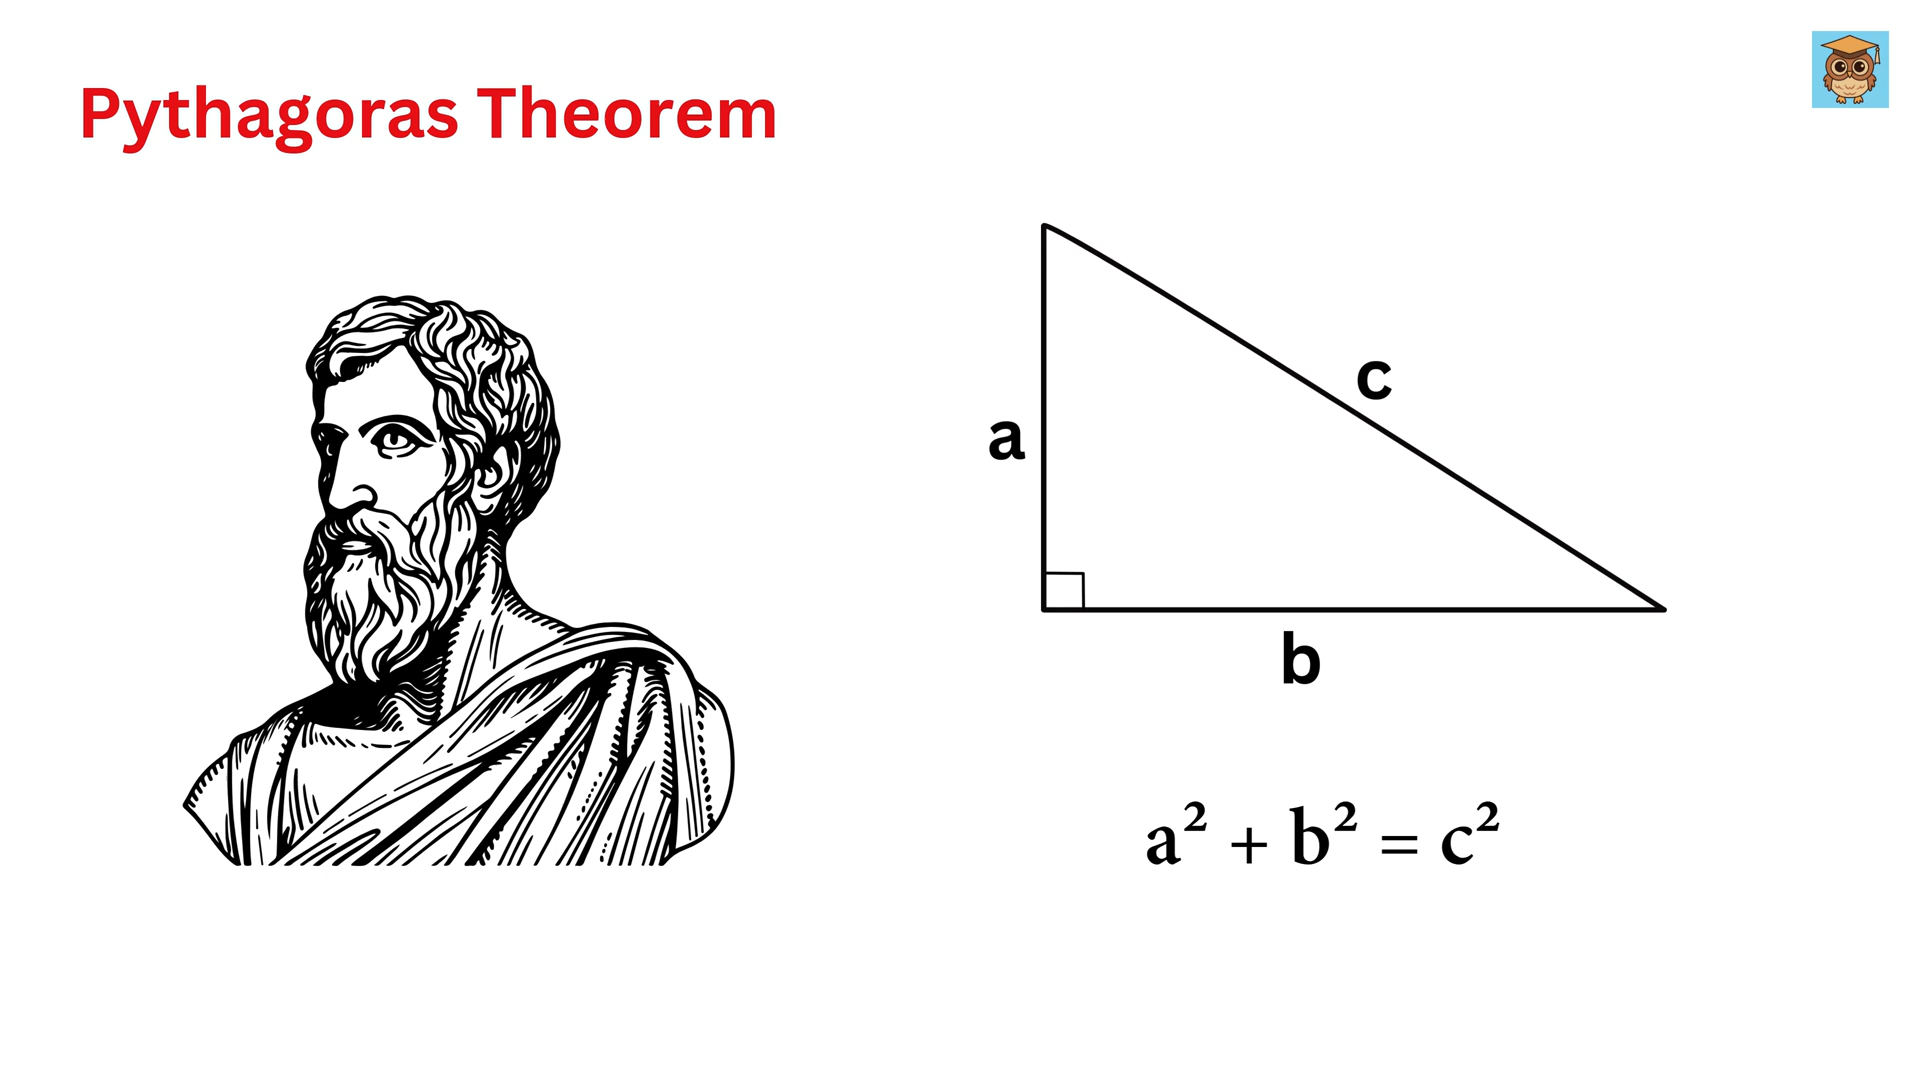 Pythagoras Theorem
a
c
b
a² + b² = c²